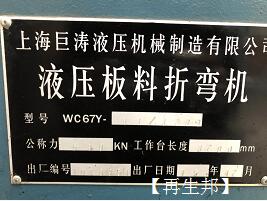 上海巨涛液压机械制造有限公司
液压板料折弯机
型号 WC67Y-
公称力 KN 工作台长度 mm
出厂编号 出厂日期 年 月
【再生邦】